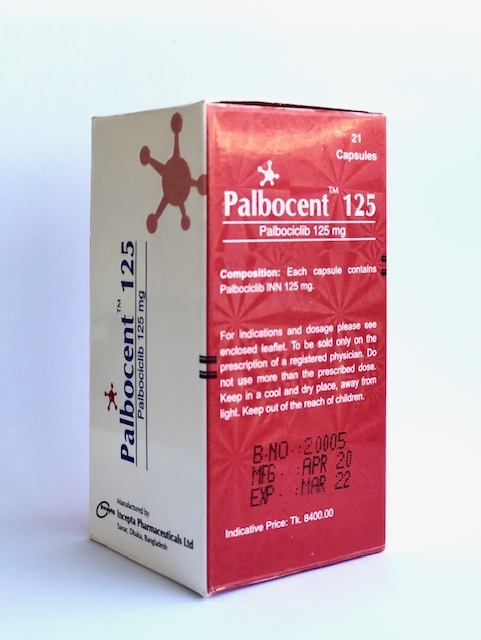 Palbocent™ 125
Palbociclib 125 mg
Manufactured by
Incepta
Incepta Pharmaceuticals Ltd
Savar, Dhaka, Bangladesh
21
Capsules
Palbocent™ 125
Palbociclib 125 mg
Composition: Each capsule contains
Palbociclib INN 125 mg.
For indications and dosage please see
enclosed leaflet. To be sold only on the
prescription of a registered physician. Do
not use more than the prescribed dose.
Keep in a cool and dry place, away from
light. Keep out of the reach of children.
B.NO.:20005
MFG. :APR 20
EXP. :MAR 22
Indicative Price: Tk. 8400.00